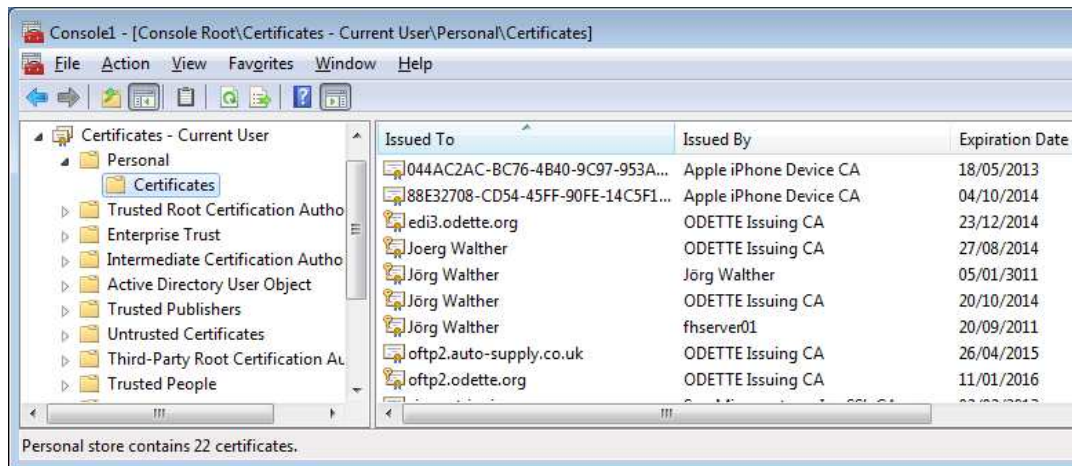 Console1 - [Console Root\Certificates - Current User\Personal\Certificates]
File Action View Favorites Window Help
Certificates - Current User
Personal
Certificates
Trusted Root Certification Autho
Enterprise Trust
Intermediate Certification Autho
Active Directory User Object
Trusted Publishers
Untrusted Certificates
Third-Party Root Certification Au
Trusted People
Issued To Issued By Expiration Date
044AC2AC-BC76-4B40-9C97-953A... Apple iPhone Device CA 18/05/2013
88E32708-CD54-45FF-90FE-14C5F1... Apple iPhone Device CA 04/10/2014
edi3.odette.org ODETTE Issuing CA 23/12/2014
Joerg Walther ODETTE Issuing CA 27/08/2014
Jörg Walther Jörg Walther 05/01/3011
Jörg Walther ODETTE Issuing CA 20/10/2014
Jörg Walther fhserver01 20/09/2011
oftp2.auto-supply.co.uk ODETTE Issuing CA 26/04/2015
oftp2.odette.org ODETTE Issuing CA 11/01/2016
Personal store contains 22 certificates.